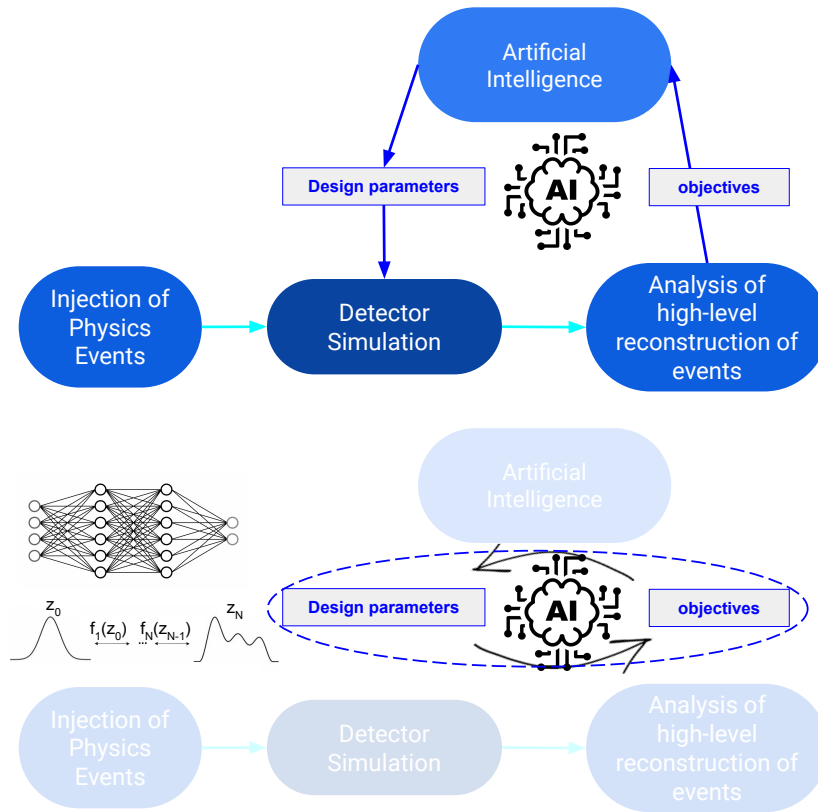 Artificial
Intelligence
Design parameters
AI
objectives
Injection of
Physics
Events
Detector
Simulation
Analysis of
high-level
reconstruction of
events
Artificial
Intelligence
z0
f1(z0) ... fN(zN-1)
zN
Design parameters
AI
objectives
Injection of
Physics
Events
Detector
Simulation
Analysis of
high-level
reconstruction of
events